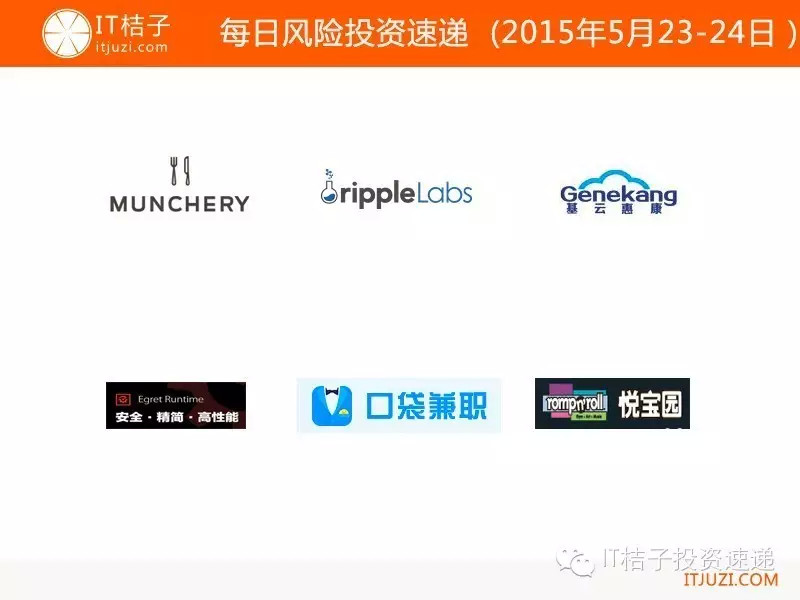 IT桔子
itjuzi.com
每日风险投资速递 (2015年5月23-24日 )
MUNCHERY
rippleLabs
Genekang
基云惠康
Egret Runtime
安全·精简·高性能
口袋兼职
romp n' roll
悦宝园
IT桔子投资速递
ITJUZI.COM